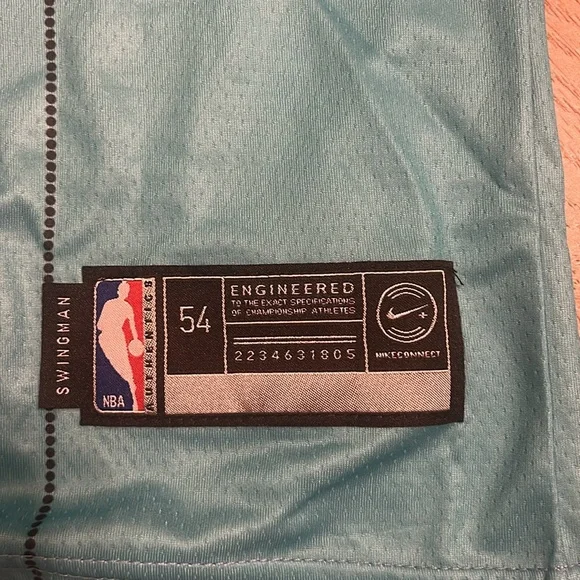 SWINGMAN
NBA
AUTHENTICS
54
ENGINEERED
TO THE EXACT SPECIFICATIONS
OF CHAMPIONSHIP ATHLETES
2234631805
NIKECONNECT